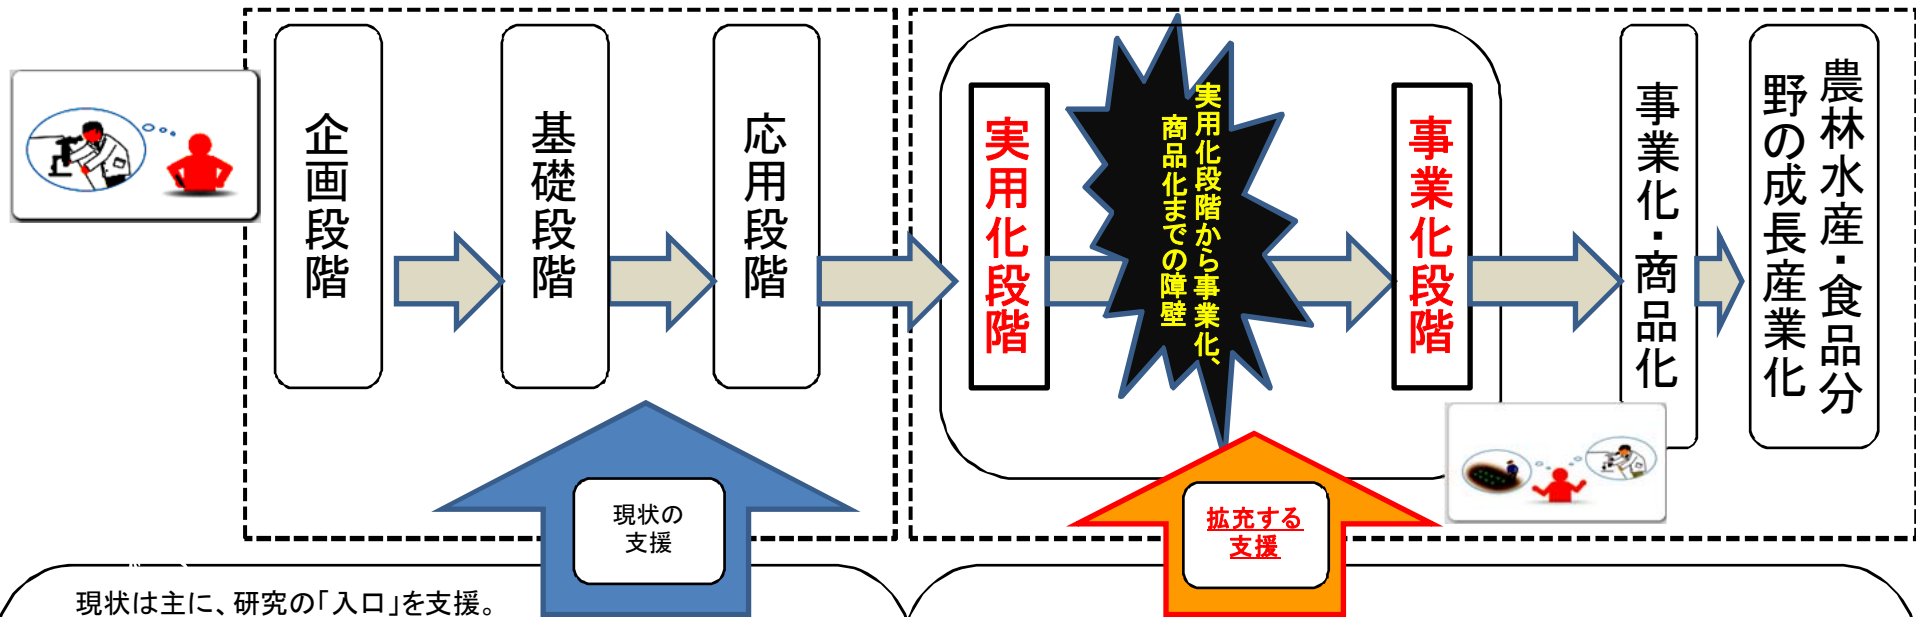 企画段階
基礎段階
応用段階
実用化段階
実用化段階から事業化、
商品化までの障壁
事業化段階
事業化・商品化
農林水産・食品分
野の成長産業化
現状の
支援
拡充する
支援
現状は主に、研究の「入口」を支援。